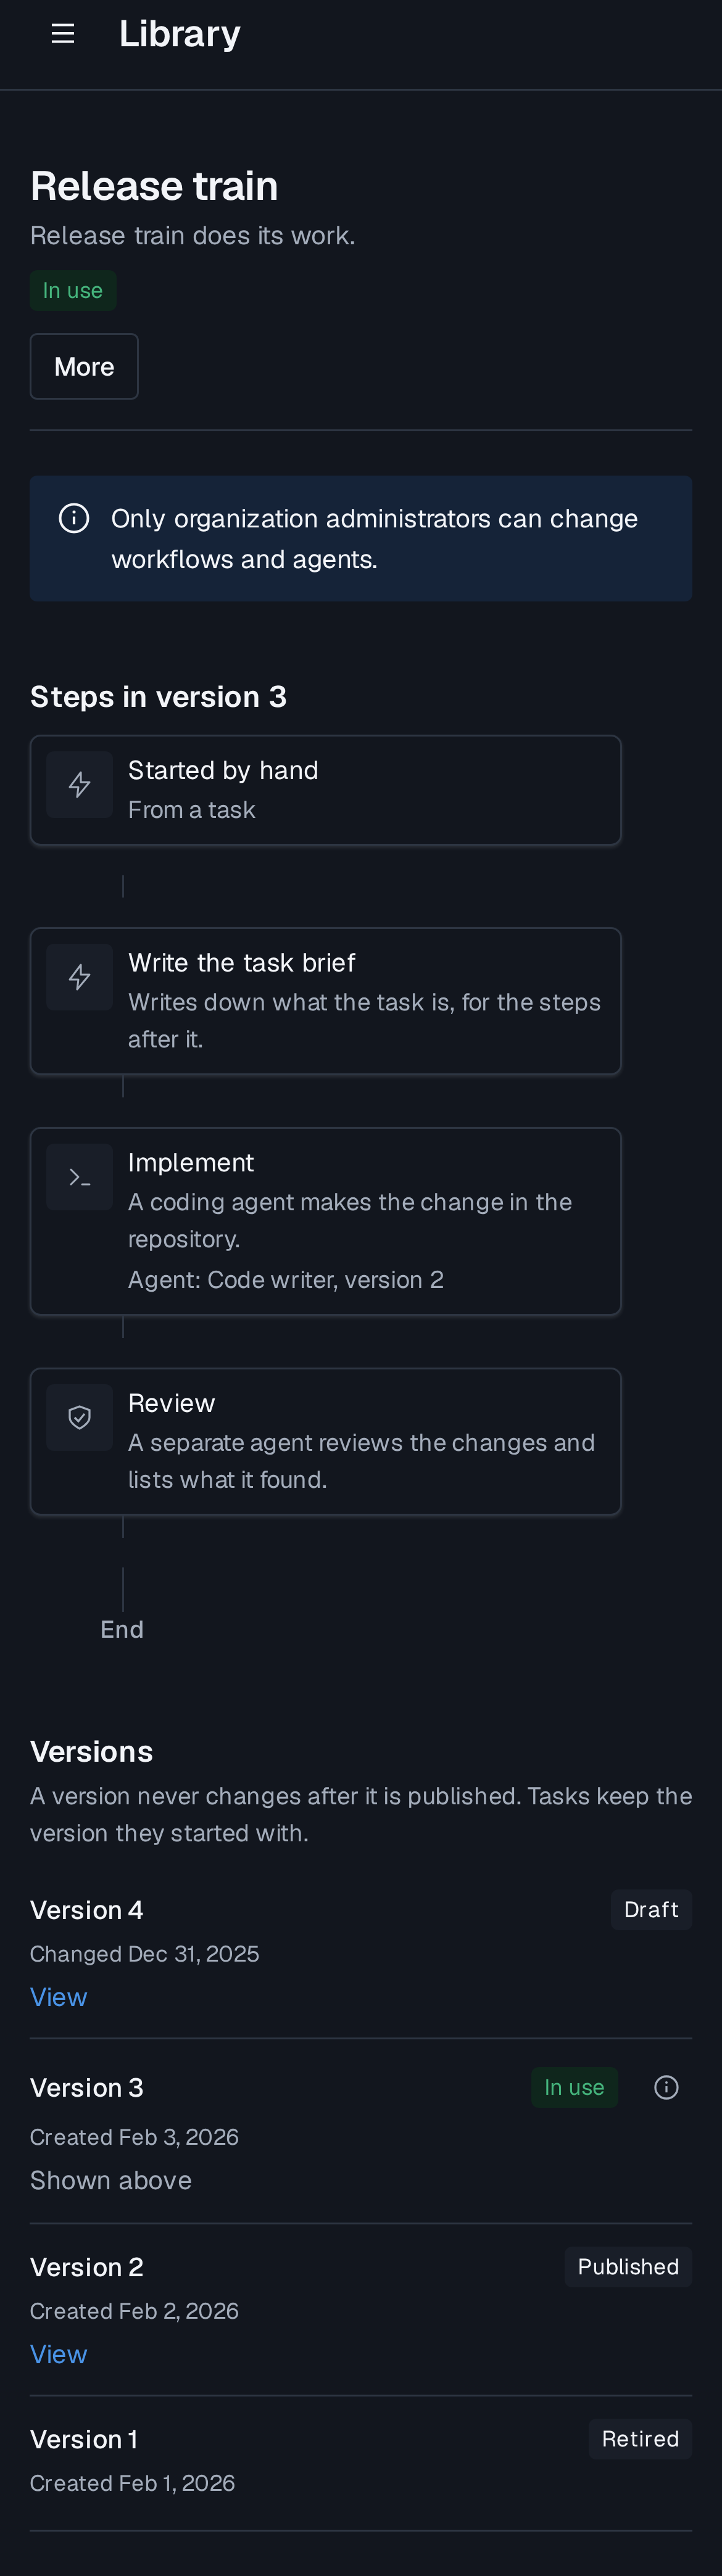 Library
Release train
Release train does its work.
In use
More
Only organization administrators can change
workflows and agents.
Steps in version 3
Started by hand
From a task
Write the task brief
Writes down what the task is, for the steps
after it.
Implement
A coding agent makes the change in the
repository.
Agent: Code writer, version 2
Review
A separate agent reviews the changes and
lists what it found.
End
Versions
A version never changes after it is published. Tasks keep the
version they started with.
Version 4
Draft
Changed Dec 31, 2025
View
Version 3
In use
Created Feb 3, 2026
Shown above
Version 2
Published
Created Feb 2, 2026
View
Version 1
Retired
Created Feb 1, 2026